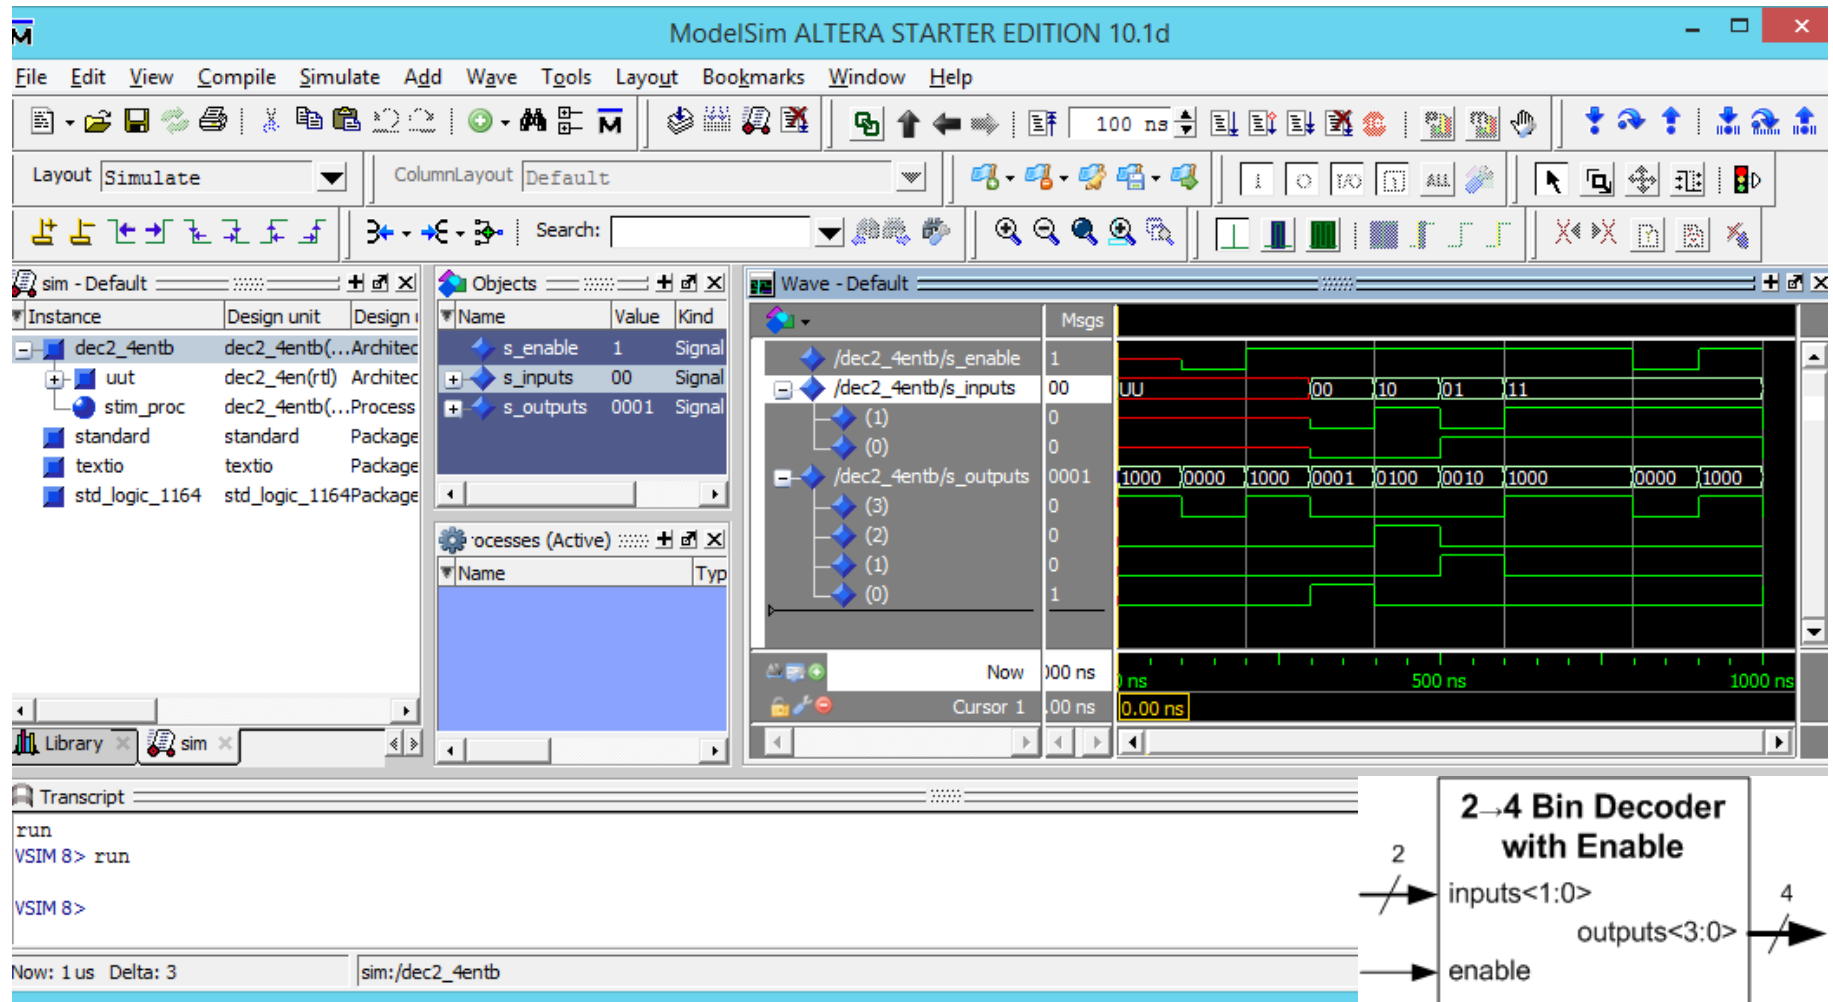 ModelSim ALTERA STARTER EDITION 10.1d
File Edit View Compile Simulate Add Wave Tools Layout Bookmarks Window Help
100 ns
Layout Simulate ColumnLayout Default ALL
Search:
sim - Default
Instance Design unit Design
dec2_4entb dec2_4entb(... Architec
uut dec2_4en(rtl) Architec
stim_proc dec2_4entb(... Process
standard standard Package
textio textio Package
std_logic_1164 std_logic_1164 Package
Library sim
Objects
Name Value Kind
s_enable 1 Signal
s_inputs 00 Signal
s_outputs 0001 Signal
ocesses (Active)
Name Typ
Wave - Default
Msgs
/dec2_4entb/s_enable 1
/dec2_4entb/s_inputs 00 UU 00 10 01 11
(1) 0
(0) 0
/dec2_4entb/s_outputs 0001 1000 0000 1000 0001 0100 0010 1000 0000 1000
(3) 0
(2) 0
(1) 0
(0) 1
Now 000 ns ns 500 ns 1000 ns
Cursor 1 .00 ns 0.00 ns
Transcript
run
VSIM 8> run
VSIM 8>
Now: 1 us Delta: 3 sim:/dec2_4entb
2→4 Bin Decoder
with Enable
2
inputs<1:0>
4
outputs<3:0>
enable